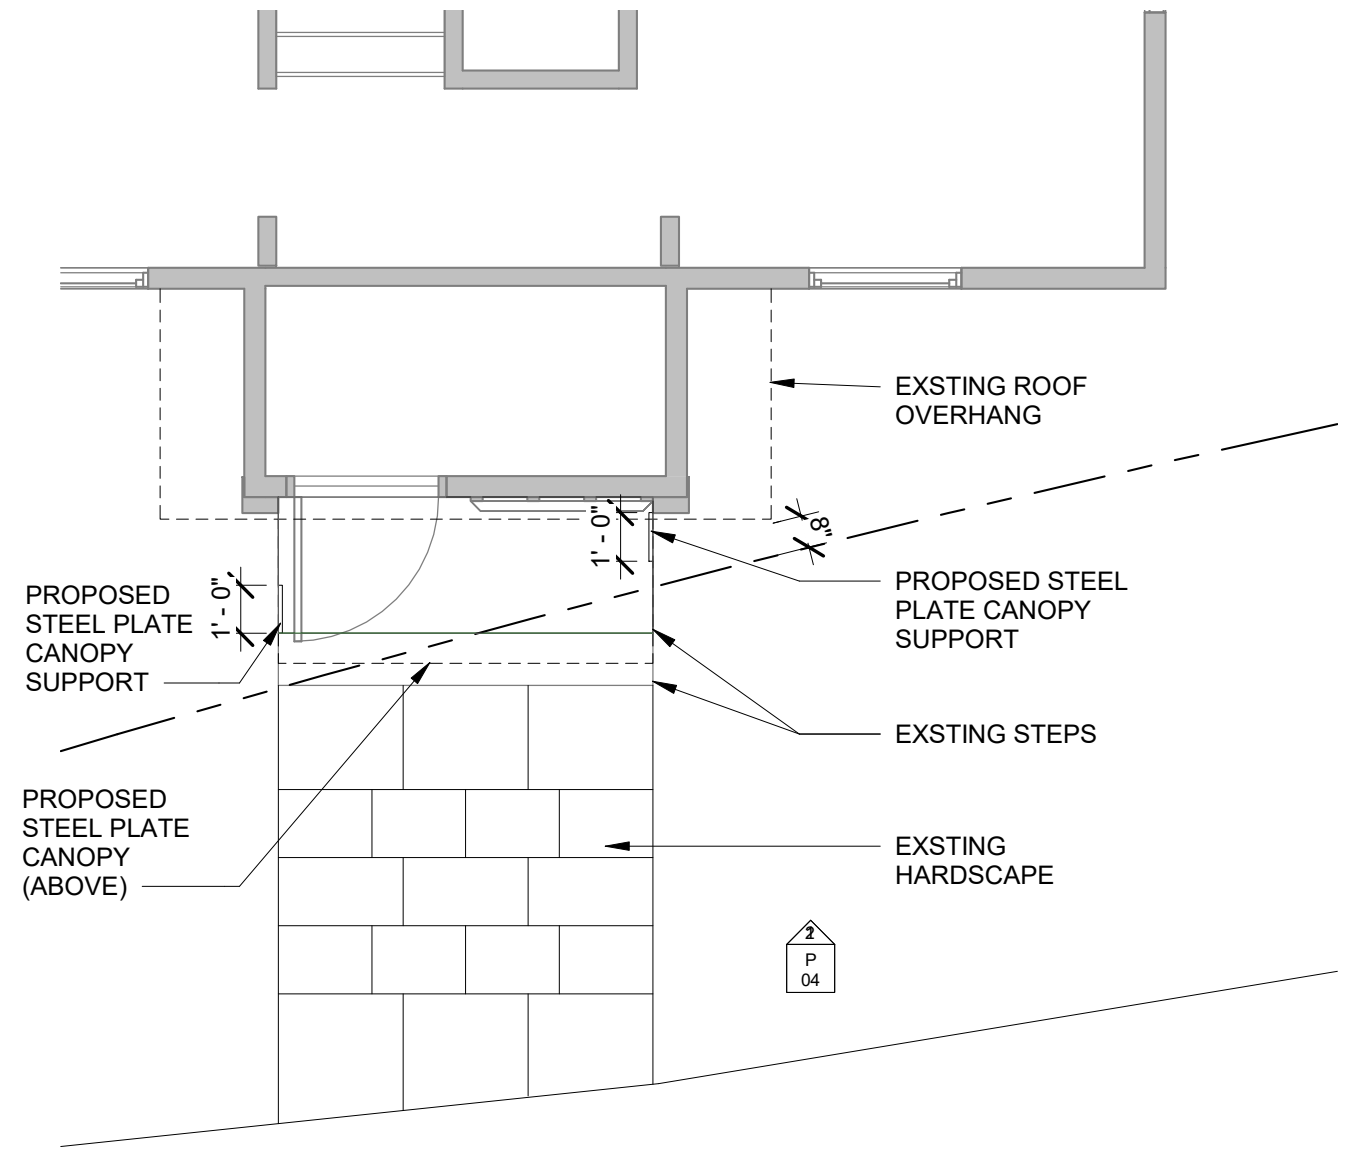 EXSTING ROOF
OVERHANG
8"
1' - 0"
1' - 0"
PROPOSED
STEEL PLATE
CANOPY
SUPPORT
PROPOSED STEEL
PLATE CANOPY
SUPPORT
EXSTING STEPS
PROPOSED
STEEL PLATE
CANOPY
(ABOVE)
EXSTING
HARDSCAPE
P
04